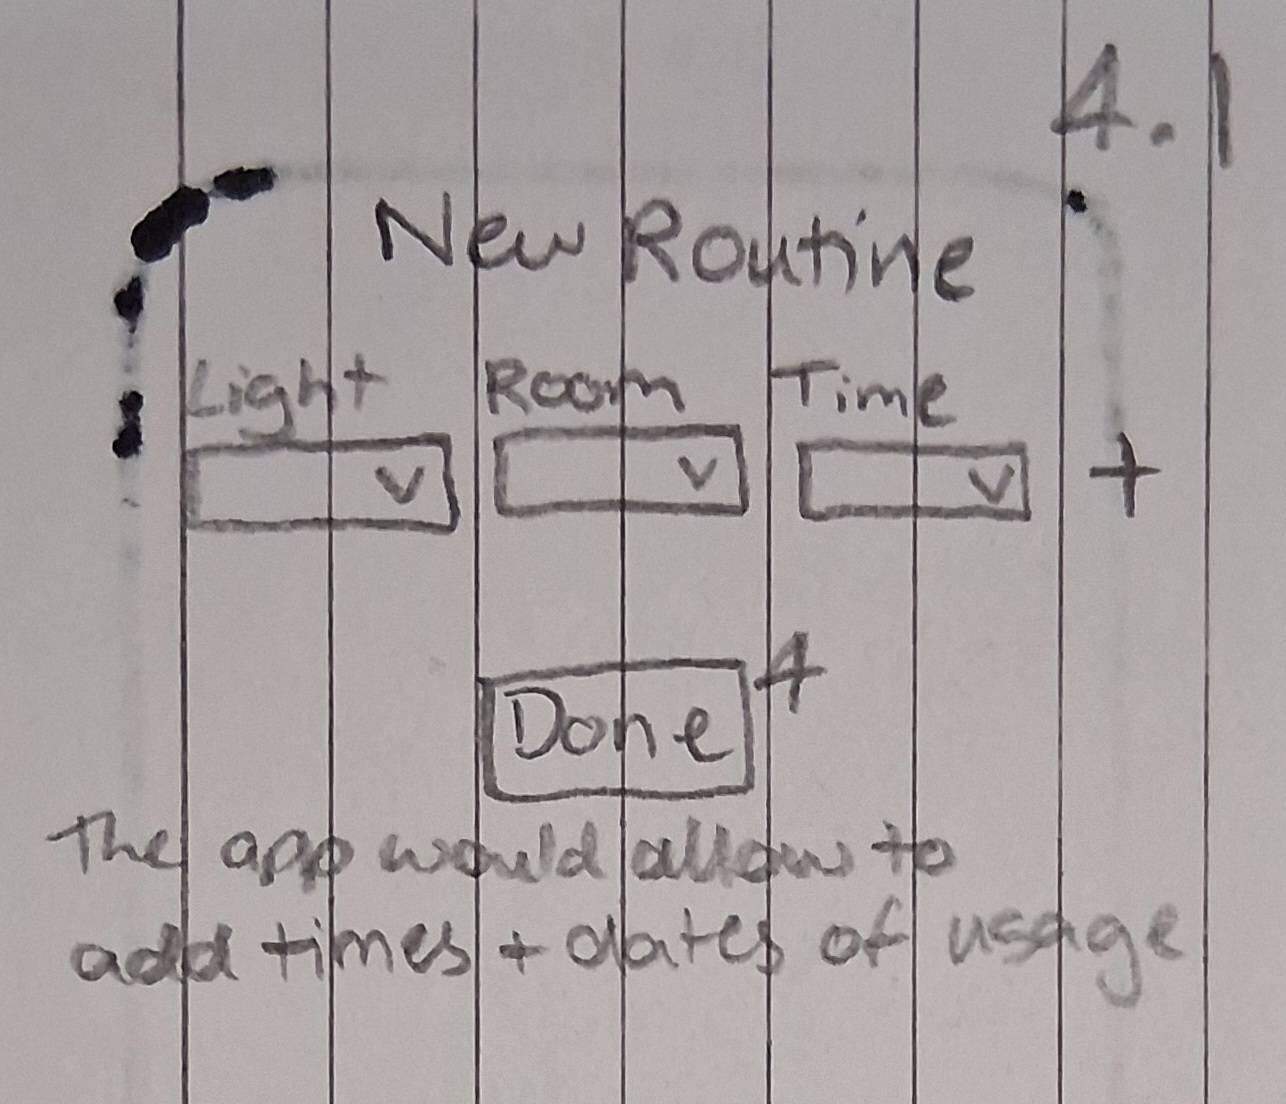 4.1
New Routine
Light Room Time
v v v +
Done 4
The app would allow to
add times + dates of usage